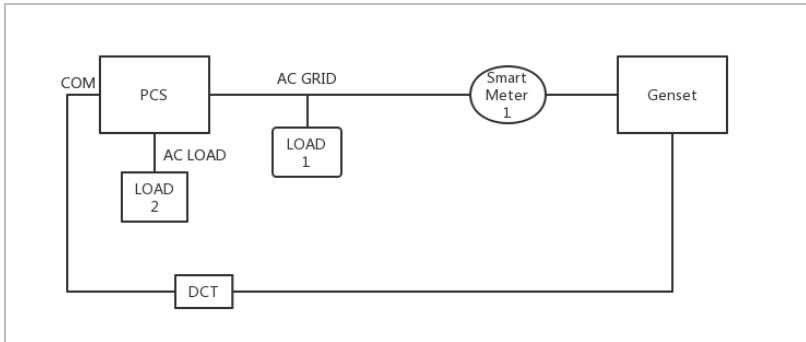 COM
PCS
AC GRID
Smart
Meter
1
Genset
AC LOAD
LOAD
1
LOAD
2
DCT